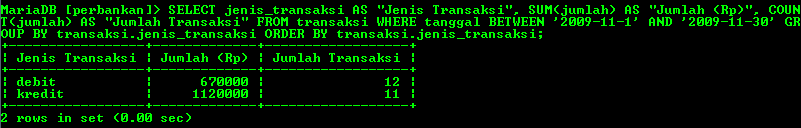 MariaDB [perbankan]> SELECT jenis_transaksi AS "Jenis Transaksi", SUM(jumlah) AS "Jumlah (Rp)", COUN
T(jumlah) AS "Jumlah Transaksi" FROM transaksi WHERE tanggal BETWEEN '2009-11-1' AND '2009-11-30' GR
OUP BY transaksi.jenis_transaksi ORDER BY transaksi.jenis_transaksi;
+-----------------+-------------+------------------+
| Jenis Transaksi | Jumlah (Rp) | Jumlah Transaksi |
+-----------------+-------------+------------------+
| debit           |      670000 |               12 |
| kredit          |     1120000 |               11 |
+-----------------+-------------+------------------+
2 rows in set (0.00 sec)